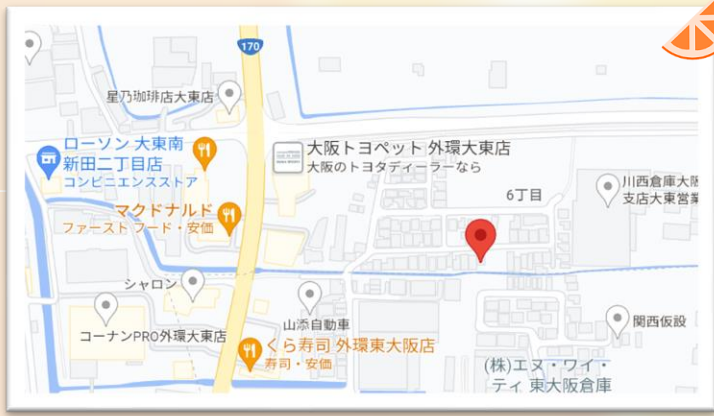 170
星乃珈琲店大東店
ローソン 大東南
新田二丁目店
コンビニエンスストア
大阪トヨペット 外環大東店
大阪のトヨタディーラーなら
6丁目
川西倉庫大阪
支店大東営業
マクドナルド
ファースト フード・安価
シャロン
コーナンPRO外環大東店
山添自動車
くら寿司 外環東大阪店
寿司・安価
関西仮設
(株)エヌ・ワイ・
ティ 東大阪倉庫